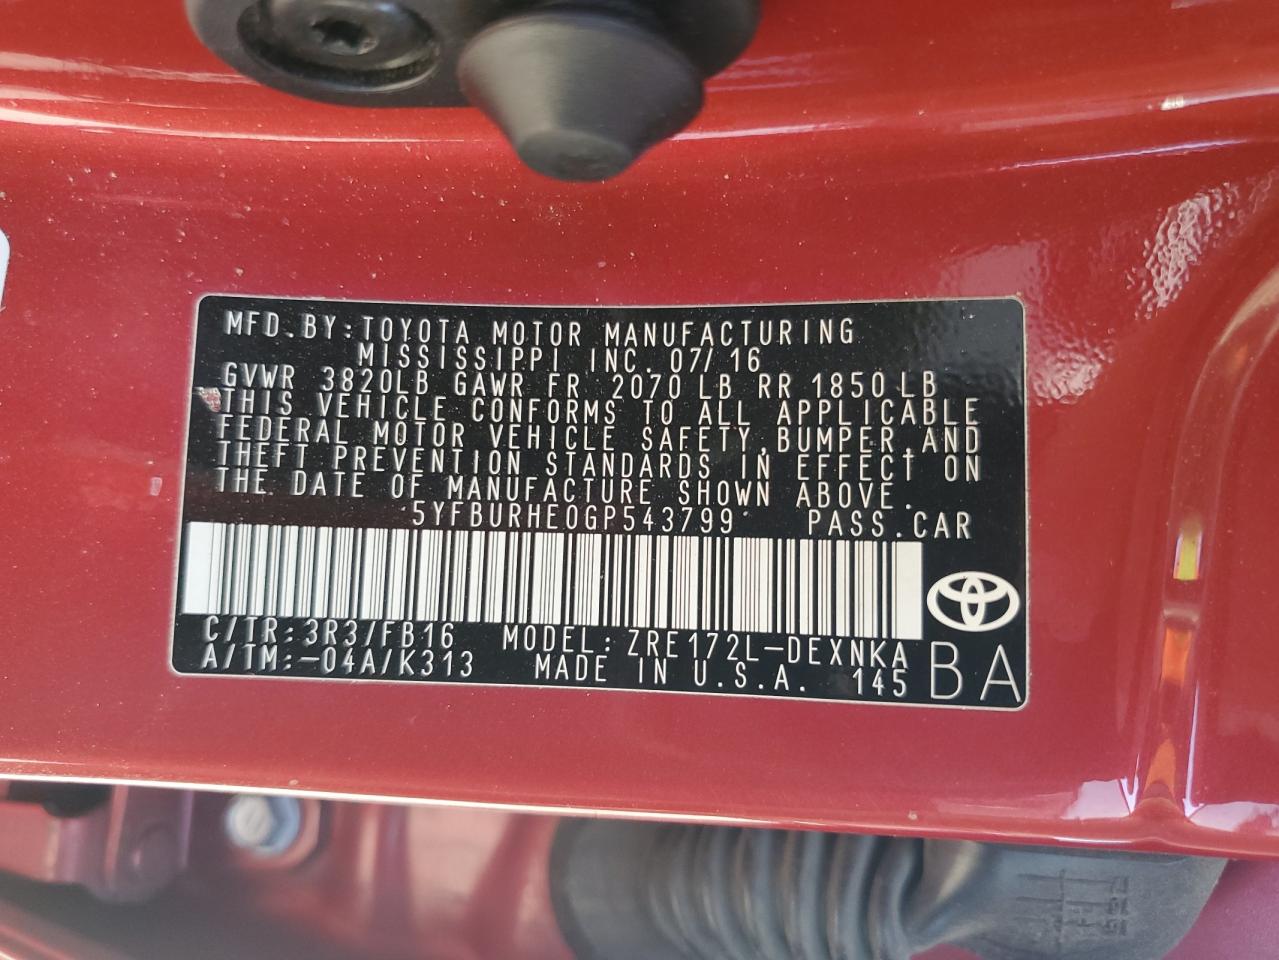 MFD.BY:TOYOTA MOTOR MANUFACTURING
MISSISSIPPI INC. 07/16
GVWR 3820LB GAWR FR 2070 LB RR 1850LB
THIS VEHICLE CONFORMS TO ALL APPLICABLE
FEDERAL MOTOR VEHICLE SAFETY,BUMPER,AND
THEFT PREVENTION STANDARDS IN EFFECT ON
THE DATE OF MANUFACTURE SHOWN ABOVE.
5YFBURHE0GP543799 PASS.CAR
C/TR:3R3/FB16 MODEL:ZRE172L-DEXNKA
A/TM:-04A/K313 MADE IN U.S.A. 145 BA